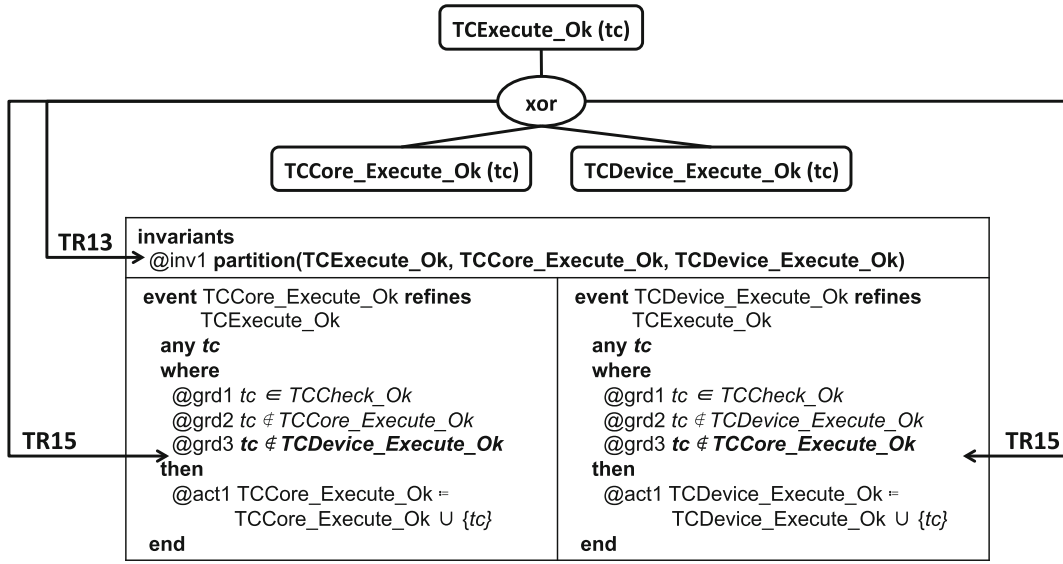 TCExecute_Ok (tc)
xor
TCCore_Execute_Ok (tc)
TCDevice_Execute_Ok (tc)
TR13
invariants
@inv1 partition(TCExecute_Ok, TCCore_Execute_Ok, TCDevice_Execute_Ok)
event TCCore_Execute_Ok refines
TCExecute_Ok
any tc
where
@grd1 tc ∈ TCCheck_Ok
@grd2 tc ∉ TCCore_Execute_Ok
@grd3 tc ∉ TCDevice_Execute_Ok
then
@act1 TCCore_Execute_Ok ≔
TCCore_Execute_Ok ∪ {tc}
end
event TCDevice_Execute_Ok refines
TCExecute_Ok
any tc
where
@grd1 tc ∈ TCCheck_Ok
@grd2 tc ∉ TCDevice_Execute_Ok
@grd3 tc ∉ TCCore_Execute_Ok
then
@act1 TCDevice_Execute_Ok ≔
TCDevice_Execute_Ok ∪ {tc}
end
TR15
TR15